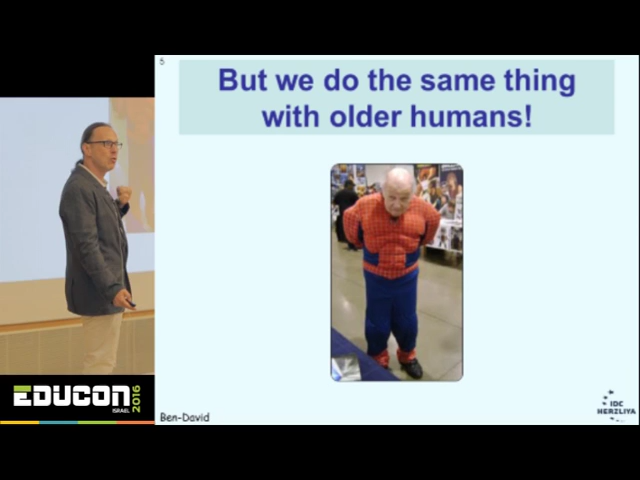 5
But we do the same thing
with older humans!
EDUCON
ISRAEL
2016
Ben-David
IDC
HERZLIYA